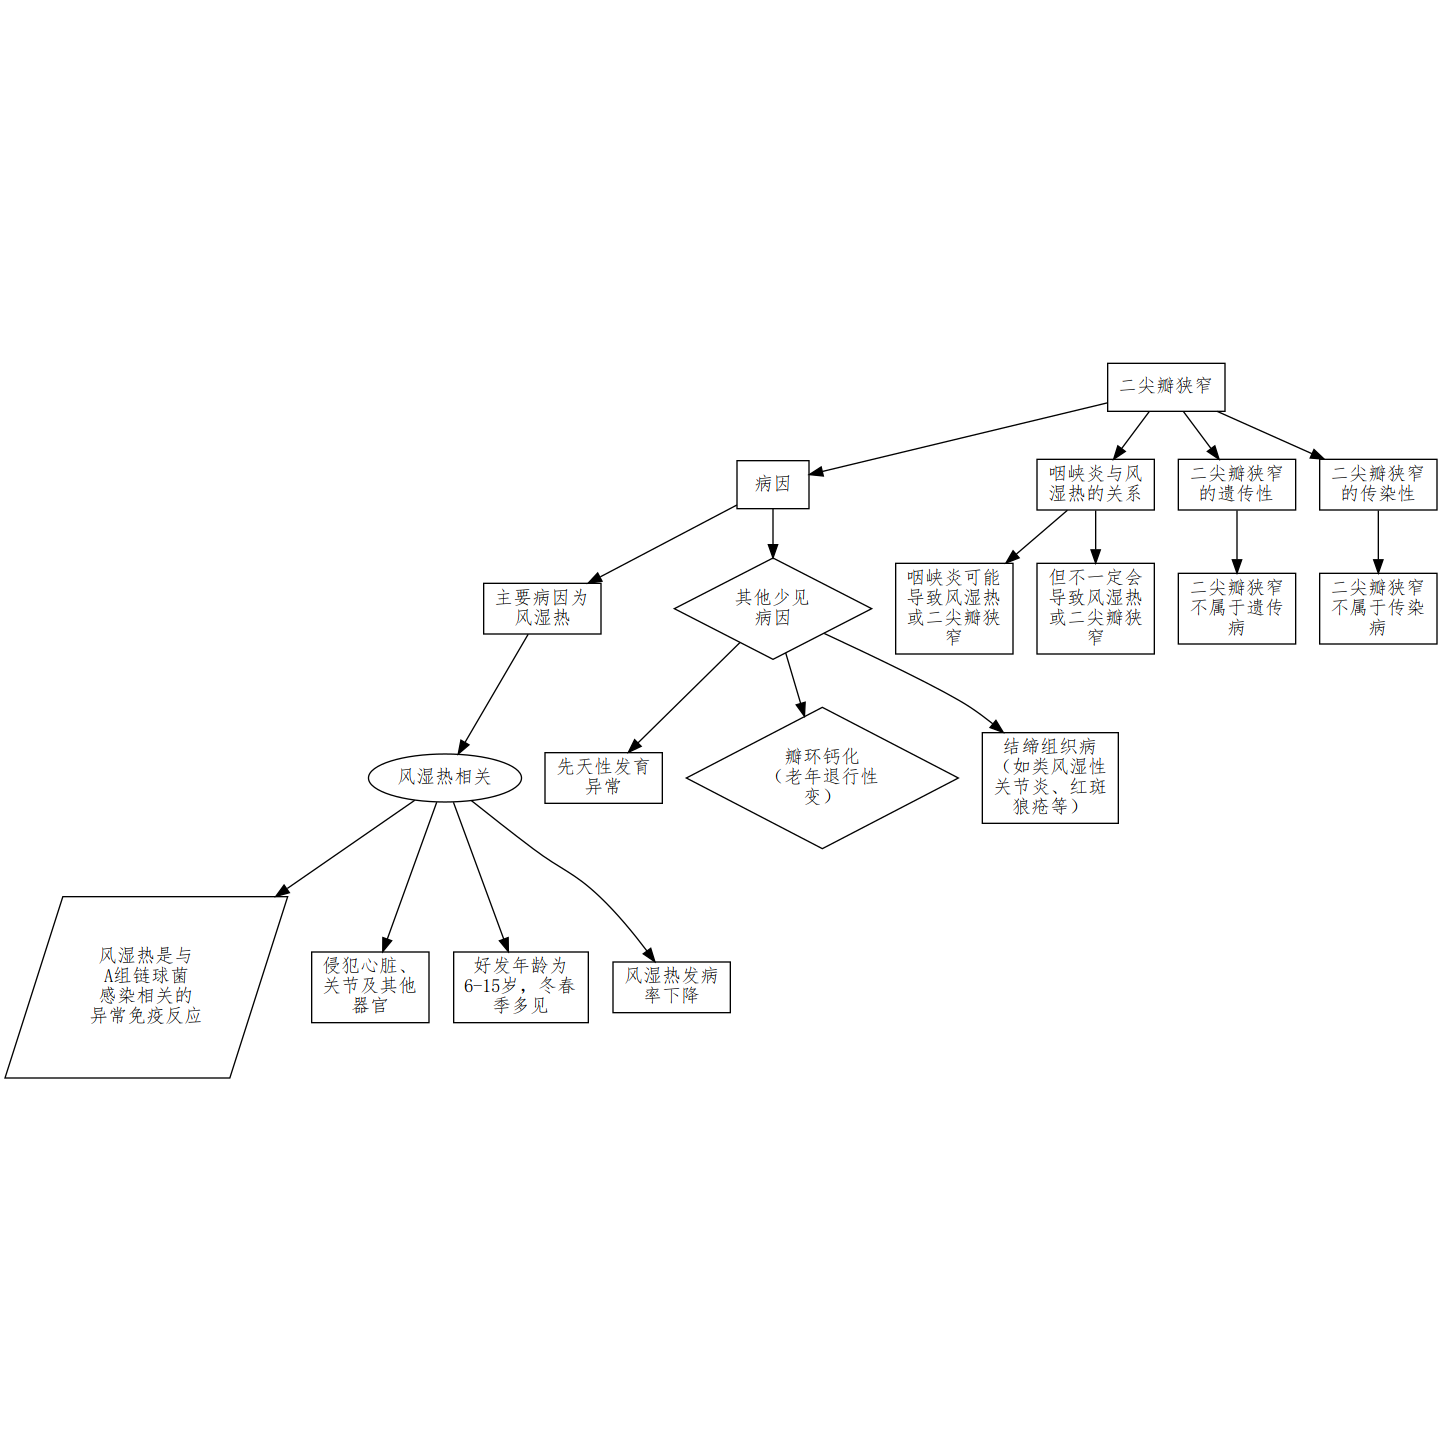 二尖瓣狭窄
病因
咽峡炎与风
湿热的关系
二尖瓣狭窄
的遗传性
二尖瓣狭窄
的传染性
主要病因为
风湿热
其他少见
病因
咽峡炎可能
导致风湿热
或二尖瓣狭
窄
但不一定会
导致风湿热
或二尖瓣狭
窄
二尖瓣狭窄
不属于遗传
病
二尖瓣狭窄
不属于传染
病
风湿热相关
先天性发育
异常
瓣环钙化
（老年退行性
变）
结缔组织病
（如类风湿性
关节炎、红斑
狼疮等）
风湿热是与
A组链球菌
感染相关的
异常免疫反应
侵犯心脏、
关节及其他
器官
好发年龄为
6-15岁，冬春
季多见
风湿热发病
率下降